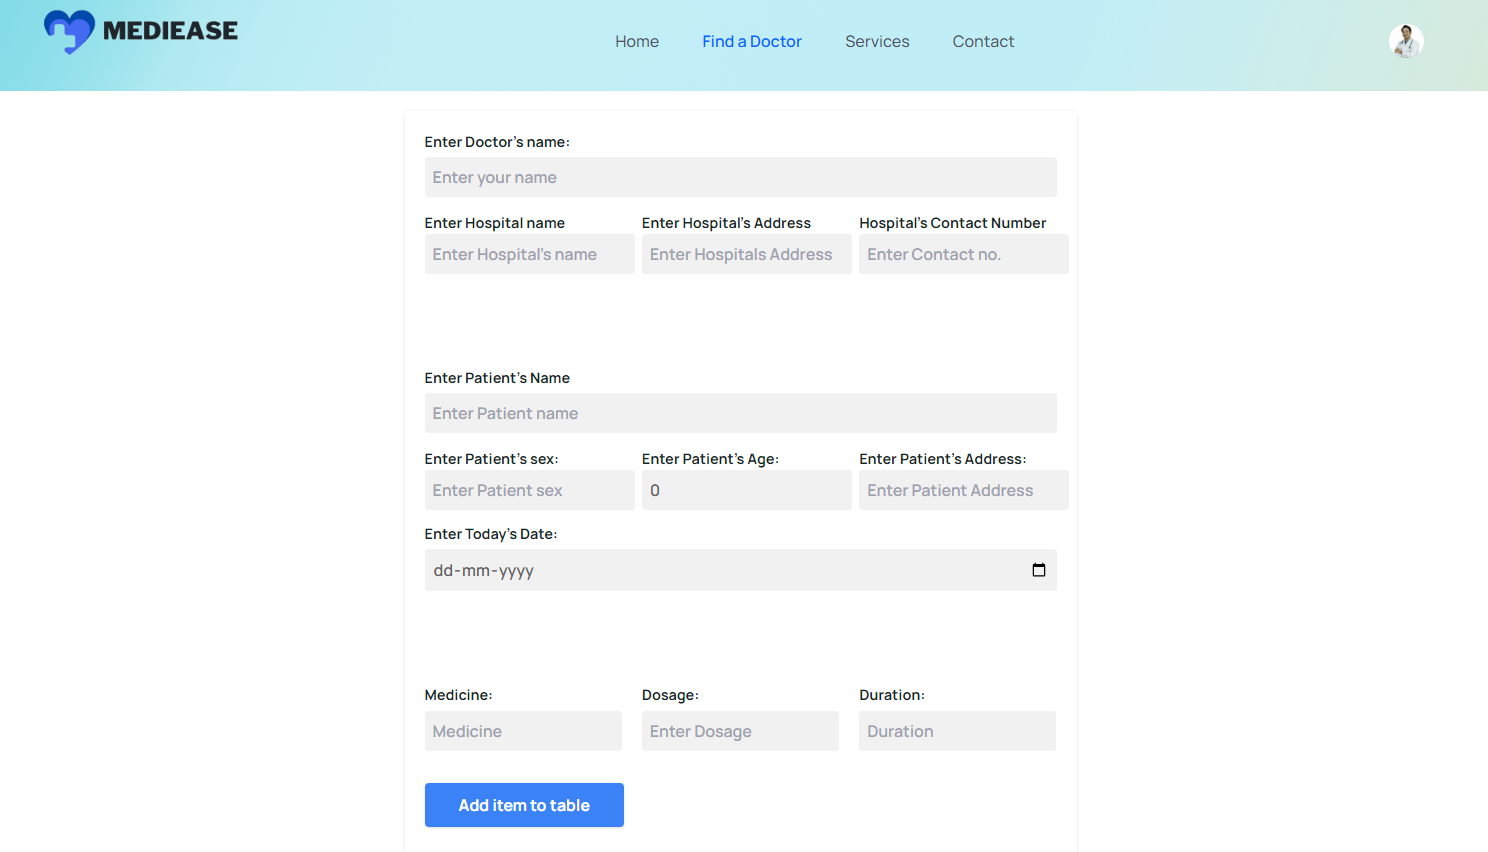 MEDIEASE
Home Find a Doctor Services Contact
Enter Doctor's name:
Enter your name
Enter Hospital name Enter Hospital's Address Hospital's Contact Number
Enter Hospital's name Enter Hospitals Address Enter Contact no.
Enter Patient's Name
Enter Patient name
Enter Patient's sex: Enter Patient's Age: Enter Patient's Address:
Enter Patient sex 0 Enter Patient Address
Enter Today's Date:
dd-mm-yyyy
Medicine: Dosage: Duration:
Medicine Enter Dosage Duration
Add item to table